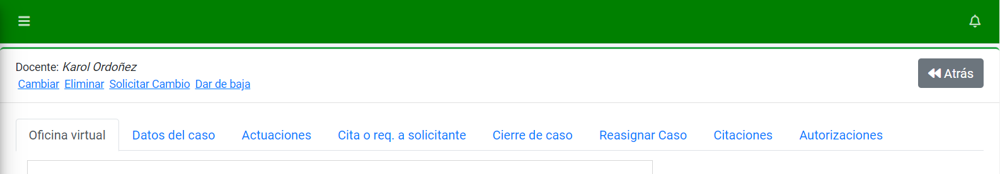 Docente: Karol Ordoñez
Cambiar Eliminar Solicitar Cambio Dar de baja
Atrás
Oficina virtual Datos del caso Actuaciones Cita o req. a solicitante Cierre de caso Reasignar Caso Citaciones Autorizaciones